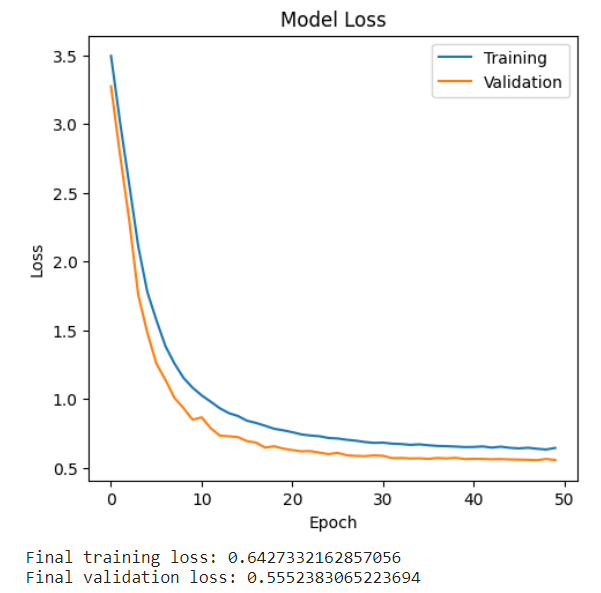 Model Loss
Training
Validation
3.5
3.0
2.5
2.0
1.5
1.0
0.5
Loss
0 10 20 30 40 50
Epoch
Final training loss: 0.6427332162857056
Final validation loss: 0.5552383065223694